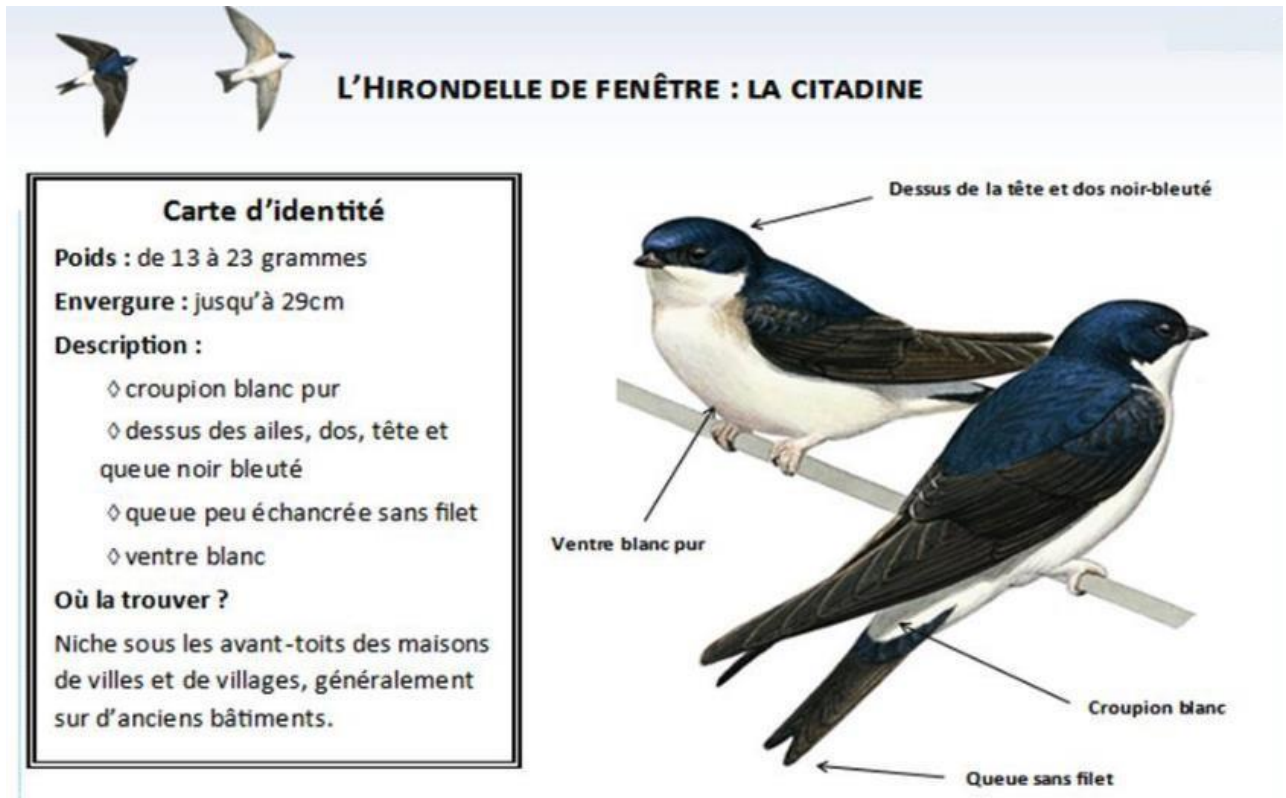 L'HIRONDELLE DE FENÊTRE : LA CITADINE
Carte d'identité
Poids : de 13 à 23 grammes
Envergure : jusqu'à 29cm
Description :
◊ croupion blanc pur
◊ dessus des ailes, dos, tête et
queue noir bleuté
◊ queue peu échancrée sans filet
◊ ventre blanc
Où la trouver ?
Niche sous les avant-toits des maisons
de villes et de villages, généralement
sur d'anciens bâtiments.
Dessus de la tête et dos noir-bleuté
Ventre blanc pur
Croupion blanc
Queue sans filet